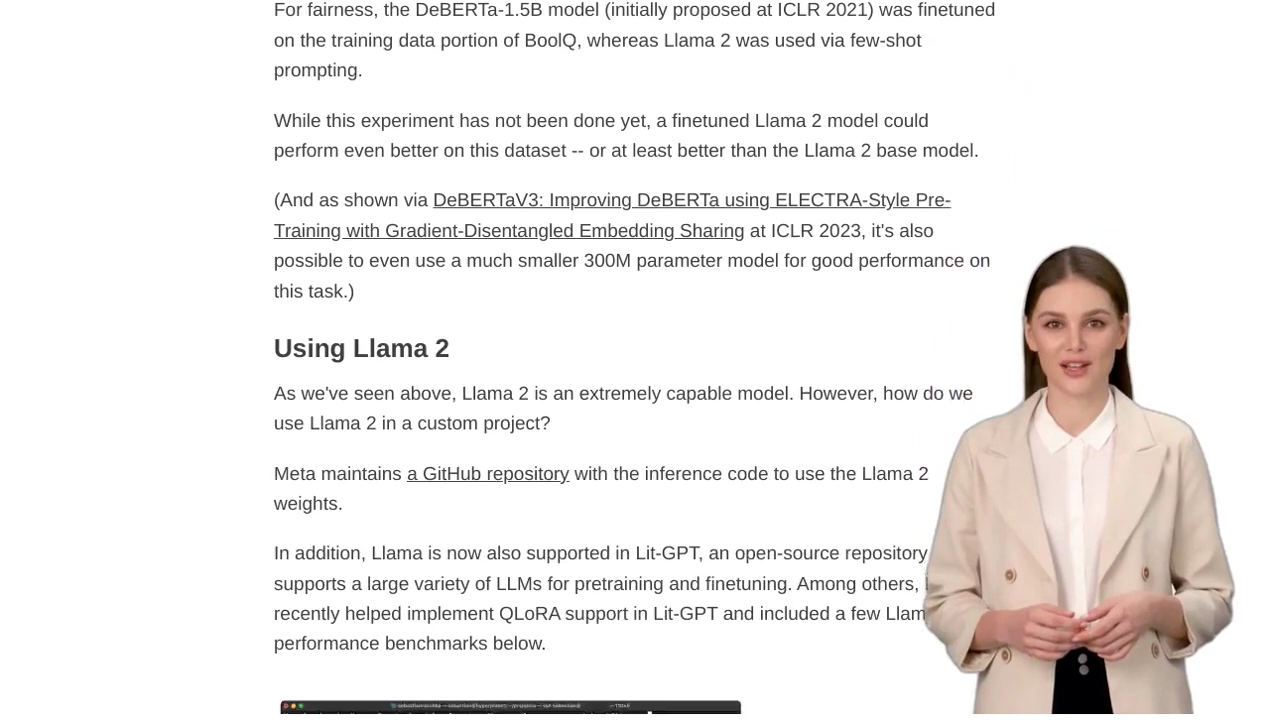 For fairness, the DeBERTa-1.5B model (initially proposed at ICLR 2021) was finetuned
on the training data portion of BoolQ, whereas Llama 2 was used via few-shot
prompting.
While this experiment has not been done yet, a finetuned Llama 2 model could
perform even better on this dataset -- or at least better than the Llama 2 base model.
(And as shown via DeBERTaV3: Improving DeBERTa using ELECTRA-Style Pre-
Training with Gradient-Disentangled Embedding Sharing at ICLR 2023, it's also
possible to even use a much smaller 300M parameter model for good performance on
this task.)
Using Llama 2
As we've seen above, Llama 2 is an extremely capable model. However, how do we
use Llama 2 in a custom project?
Meta maintains a GitHub repository with the inference code to use the Llama 2
weights.
In addition, Llama is now also supported in Lit-GPT, an open-source repository
supports a large variety of LLMs for pretraining and finetuning. Among others,
recently helped implement QLoRA support in Lit-GPT and included a few Llam
performance benchmarks below.